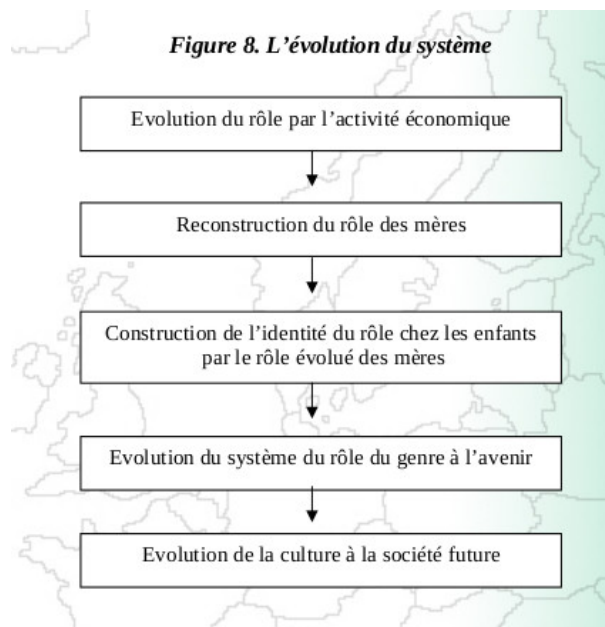 Figure 8. L’évolution du système
Evolution du rôle par l’activité économique
Reconstruction du rôle des mères
Construction de l’identité du rôle chez les enfants
par le rôle évolué des mères
Evolution du système du rôle du genre à l’avenir
Evolution de la culture à la société future